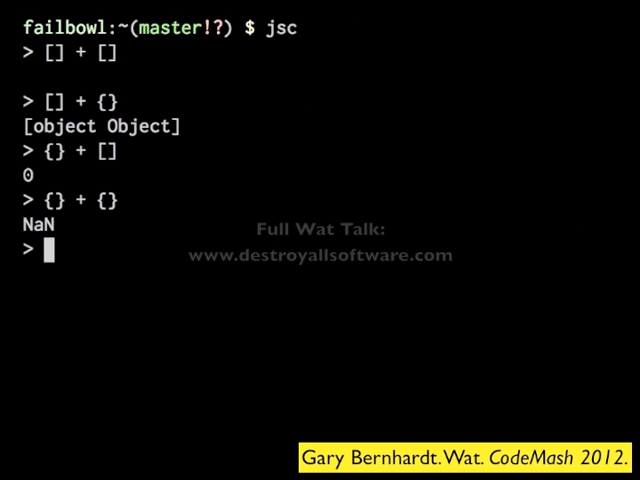 failbowl:~(master!?) $ jsc
> [] + []
> [] + {}
[object Object]
> {} + []
0
> {} + {}
NaN
>
Full Wat Talk:
www.destroyallsoftware.com
Gary Bernhardt. Wat. CodeMash 2012.